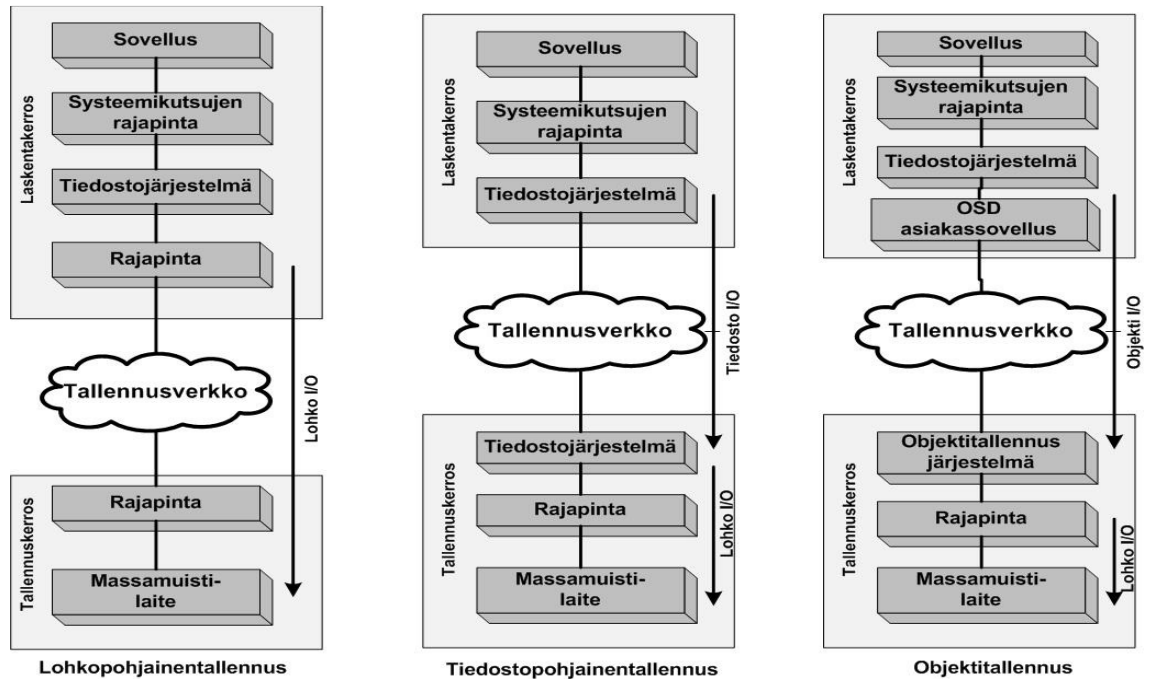 Laskentakerros
Sovellus
Systeemikutsujen
rajapinta
Tiedostojärjestelmä
Rajapinta
Tallennusverkko
Lohko I/O
Tallennuskerros
Rajapinta
Massamuisti-
laite
Lohkopohjainentallennus
Laskentakerros
Sovellus
Systeemikutsujen
rajapinta
Tiedostojärjestelmä
Tallennusverkko
Tiedosto I/O
Tallennuskerros
Tiedostojärjestelmä
Rajapinta
Lohko I/O
Massamuisti-
laite
Tiedostopohjainentallennus
Laskentakerros
Sovellus
Systeemikutsujen
rajapinta
Tiedostojärjestelmä
OSD
asiakassovellus
Tallennusverkko
Objekti I/O
Tallennuskerros
Objektitallennus
järjestelmä
Rajapinta
Lohko I/O
Massamuisti-
laite
Objektitallennus